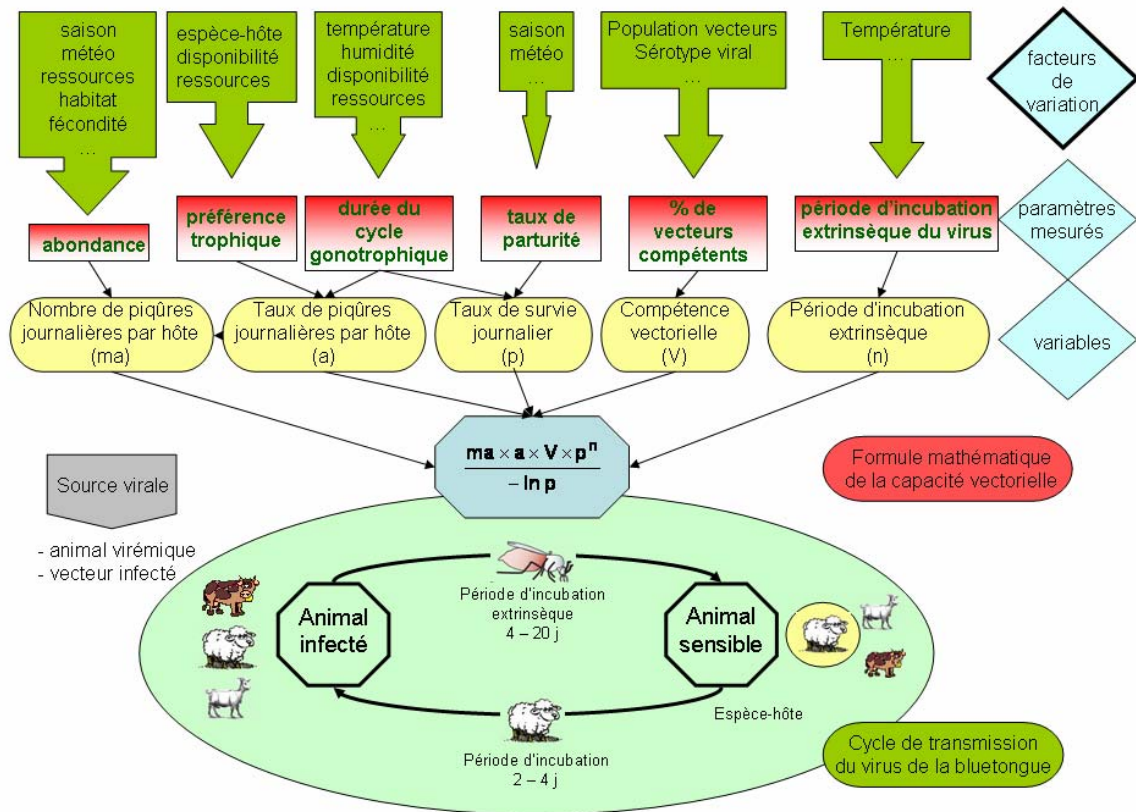 saison
météo
ressources
habitat
fécondité
...
espèce-hôte
disponibilité
ressources
...
température
humidité
disponibilité
ressources
...
saison
météo
...
Population vecteurs
Sérotype viral
...
Température
...
facteurs
de
variation
abondance
préférence
trophique
durée du
cycle
gonotrophique
taux de
parturité
% de
vecteurs
compétents
période d'incubation
extrinsèque du virus
paramètres
mesurés
Nombre de piqûres
journalières par hôte
(ma)
Taux de piqûres
journalières par hôte
(a)
Taux de survie
journalier
(p)
Compétence
vectorielle
(V)
Période d'incubation
extrinsèque
(n)
variables
ma × a × V × pⁿ
– ln p
Formule mathématique
de la capacité vectorielle
Source virale
- animal virémique
- vecteur infecté
Animal
infecté
Période d'incubation
extrinsèque
4 – 20 j
Animal
sensible
Espèce-hôte
Période d'incubation
2 – 4 j
Cycle de transmission
du virus de la bluetongue